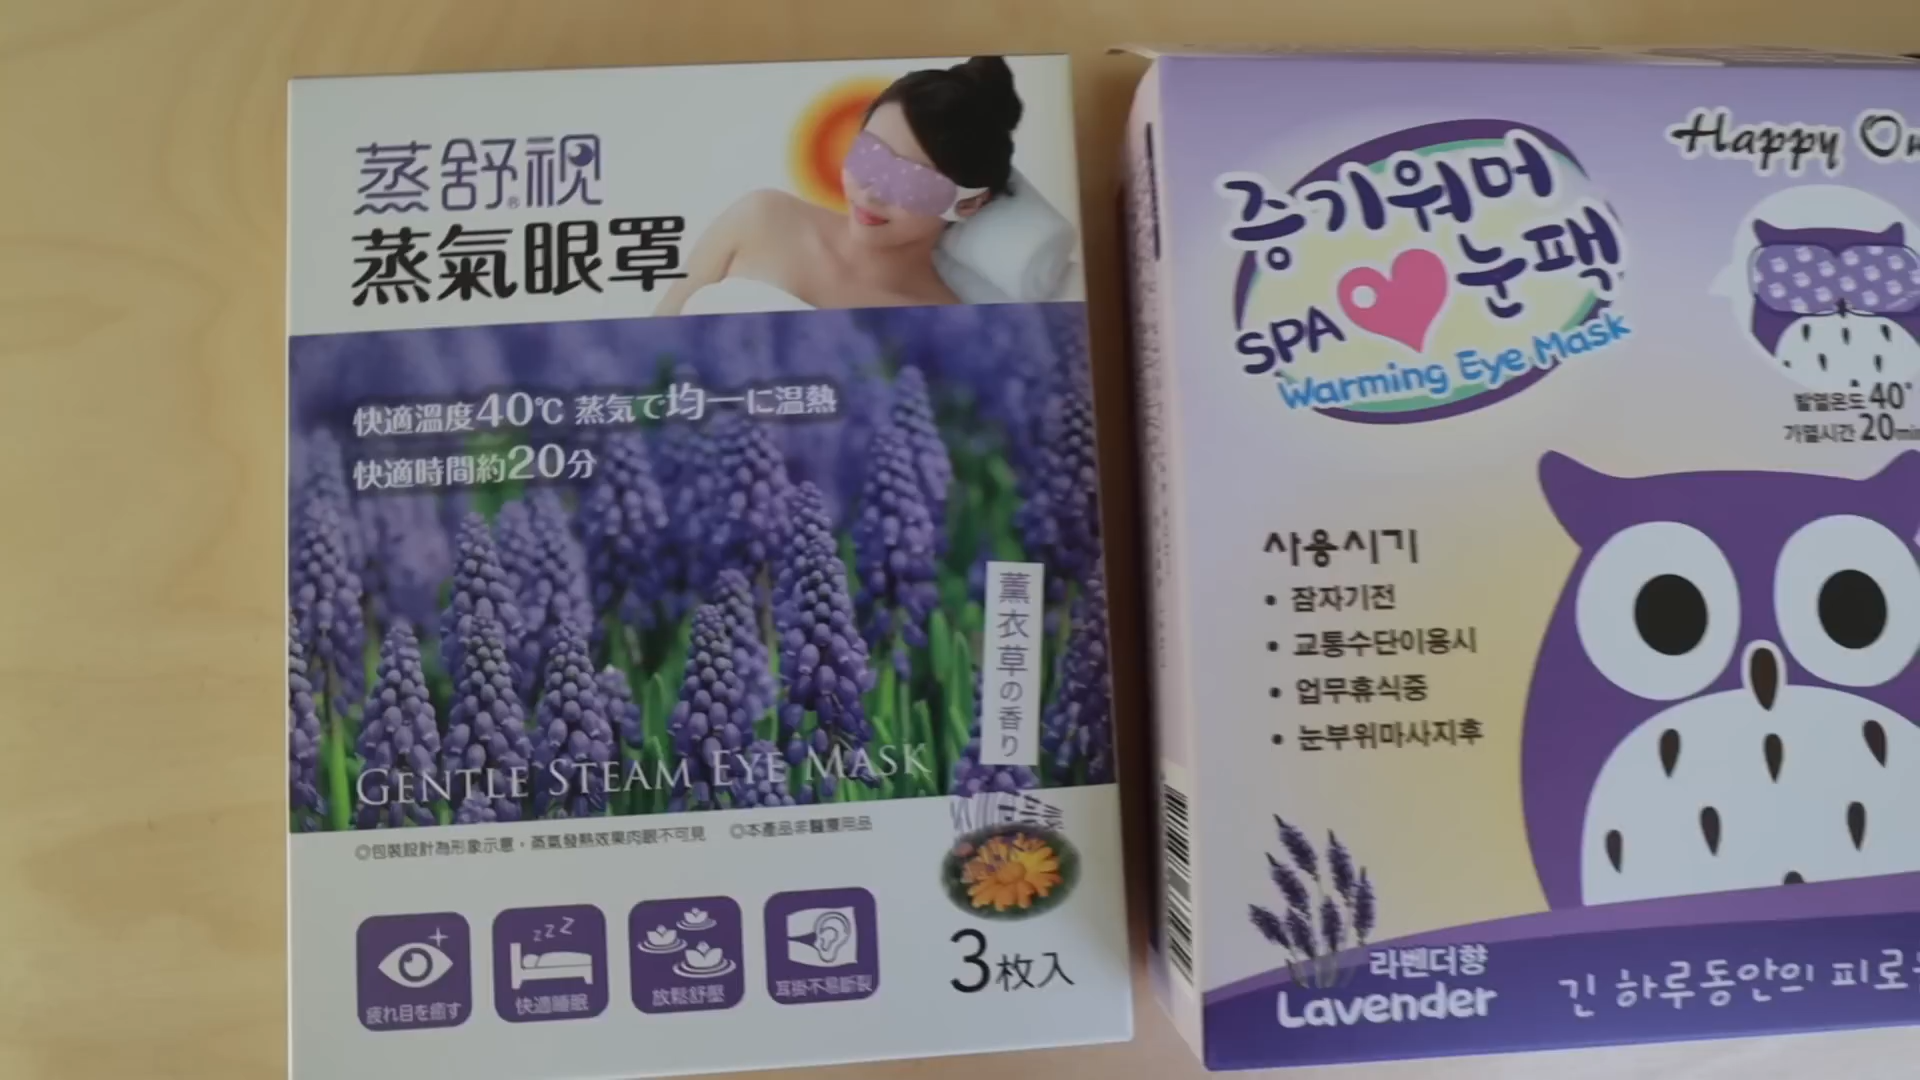 蒸舒視
蒸氣眼罩
快適溫度40℃ 蒸気で均一に温熱
快適時間約20分
薰衣草の香り
GENTLE STEAM EYE MASK
◎包裝設計為形象示意，蒸氣發熱效果肉眼不可見 ◎本產品非醫療用品
疲れ目を癒す
快適睡眠
放鬆舒壓
耳掛不易斷裂
3枚入
Happy
증기워머
눈팩
SPA
Warming Eye Mask
발열온도 40°
가열시간 20min
사용시기
• 잠자기전
• 교통수단이용시
• 업무휴식중
• 눈부위마사지후
라벤더향
Lavender
긴 하루동안의 피로